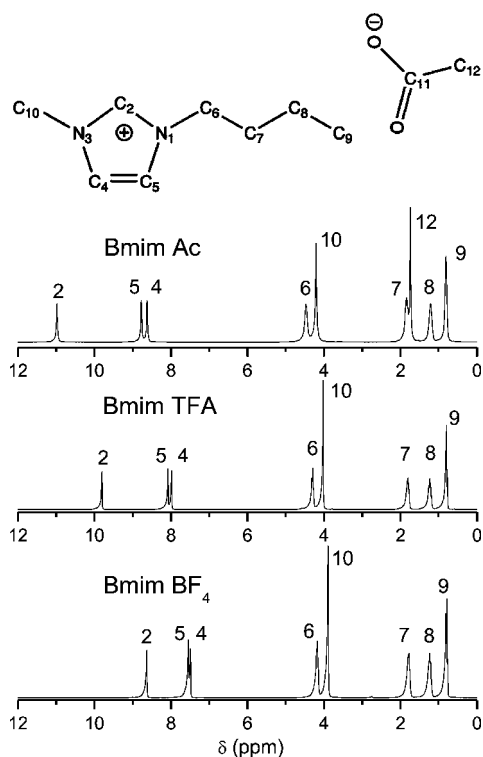 ⊖
O
C11 C12
O
C10 N3 C2 N1 C6 C7 C8 C9
⊕
C4 C5
Bmim Ac
2 5 4 6 10 7 12 8 9
12 10 8 6 4 2 0
Bmim TFA
2 5 4 6 10 7 8 9
12 10 8 6 4 2 0
Bmim BF4
2 5 4 6 10 7 8 9
12 10 8 6 4 2 0
δ (ppm)